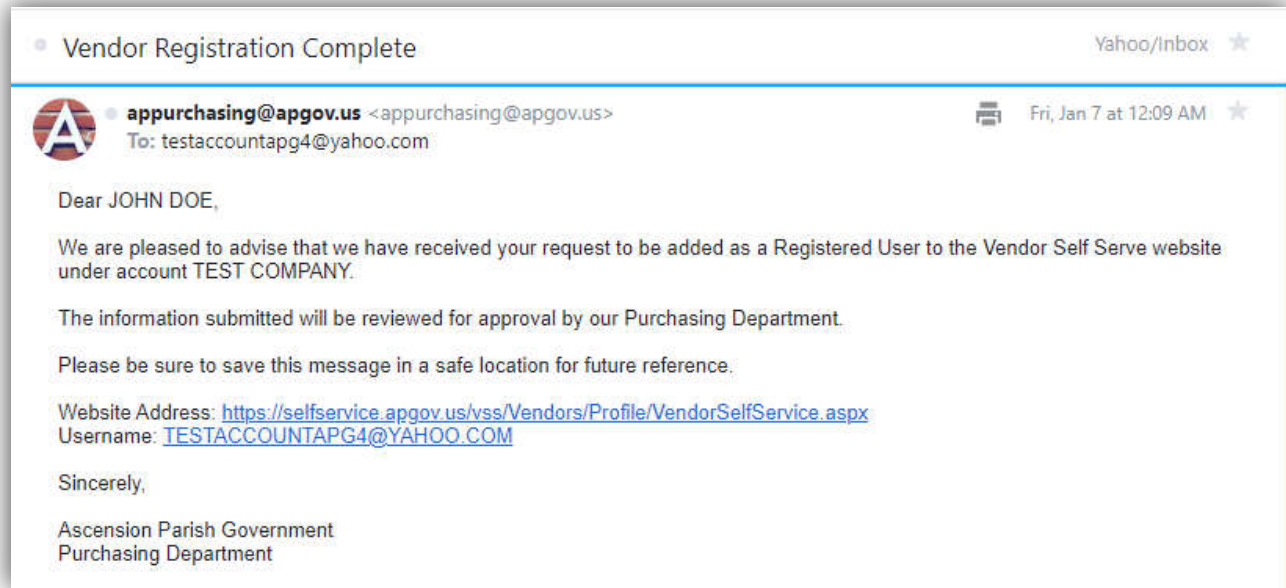 Vendor Registration Complete
Yahoo/Inbox
A
appurchasing@apgov.us <appurchasing@apgov.us>
Fri, Jan 7 at 12:09 AM
To: testaccountapg4@yahoo.com
Dear JOHN DOE,
We are pleased to advise that we have received your request to be added as a Registered User to the Vendor Self Serve website
under account TEST COMPANY.
The information submitted will be reviewed for approval by our Purchasing Department.
Please be sure to save this message in a safe location for future reference.
Website Address: https://selfservice.apgov.us/vss/Vendors/Profile/VendorSelfService.aspx
Username: TESTACCOUNTAPG4@YAHOO.COM
Sincerely,
Ascension Parish Government
Purchasing Department